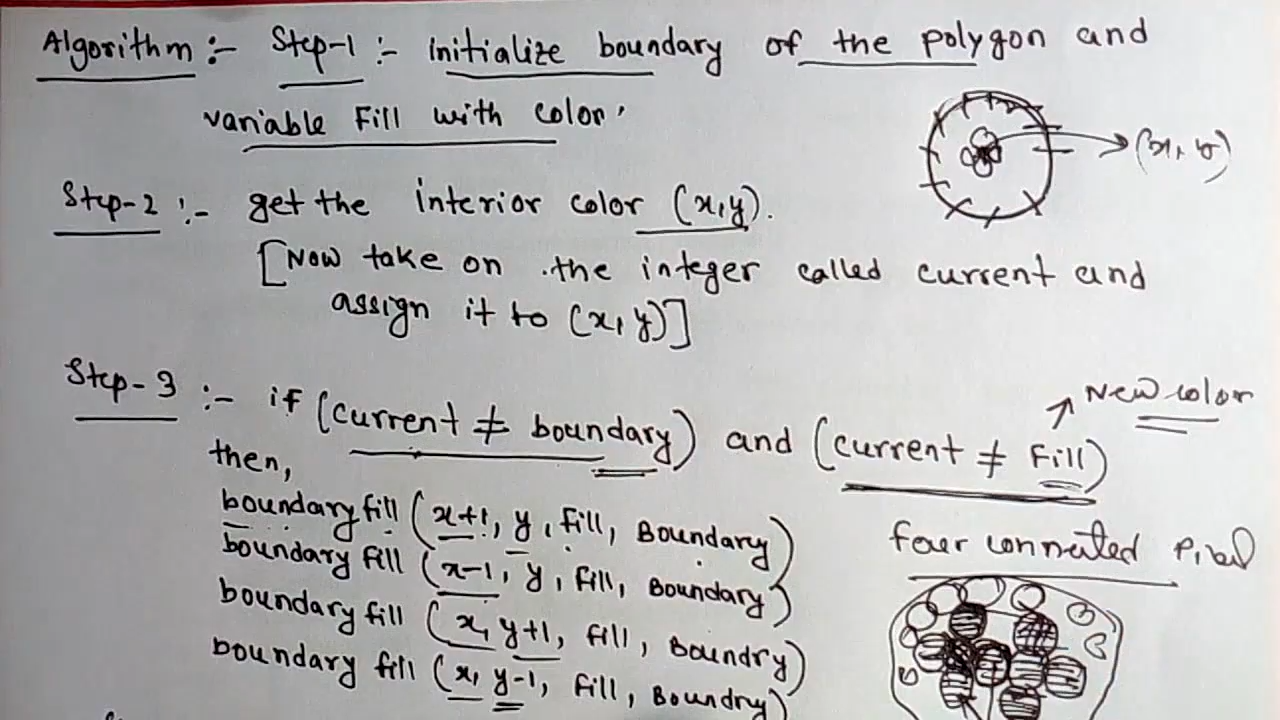 Algorithm :- Step-1 :- initialize boundary of the polygon and
variable Fill with color.
Step-2 :- get the interior color (x,y).
[Now take on the integer called current and
assign it to (x, y)]
Step-3 :- if (current ≠ boundary) and (current ≠ Fill)
New color
then,
boundary fill (x+1, y, fill, Boundary)
boundary fill (x-1, y, fill, Boundary)
boundary fill (x, y+1, fill, Boundry)
boundary fill (x, y-1, fill, Boundry)
four connected Pixel